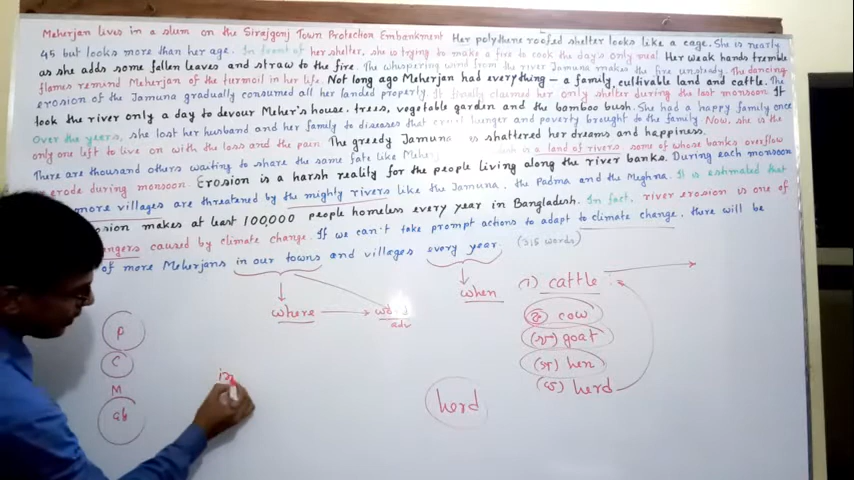 Meherjan lives in a slum on the Sirajgonj Town Protection Embankment Her polythene roofed shelter looks like a cage. She is nearly
45 but looks more than her age. In front of her shelter, she is trying to make a fire to cook the day's only meal. Her weak hands tremble
as she adds some fallen leaves and straw to the fire. The whispering wind from the river Jamuna makes the fire unsteady. The dancing
flames remind Meherjan of the turmoil in her life. Not long ago Meherjan had everything – a family, cultivable land and cattle. The
erosion of the Jamuna gradually consumed all her landed property. It finally claimed her only shelter during the last monsoon. It
took the river only a day to devour Meher's house, trees, vegetable garden and the bamboo bush. She had a happy family once
Over the years, she lost her husband and her family to diseases that hunger and poverty brought to the family. Now, she is the
only one left to live on with the loss and the pain The greedy Jamuna s shattered her dreams and happiness.
There are thousand others waiting to share the same fate like Meher is a land of rivers some of whose banks overflow
erode during monsoon. Erosion is a harsh reality for the people living along the river banks. During each monsoon
more villages are threatened by the mighty rivers like the Jamuna, the Padma and the Meghna. It is estimated that
sion makes at least 100,000 people homeless every year in Bangladesh. In fact, river erosion is one of
ngers caused by climate change. If we can't take prompt actions to adapt to climate change, there will be
of more Meherjans in our towns and villages every year. words)
where
adv
when
(i) cattle
cow
goat
hen
herd
herd
P
C
M
ab